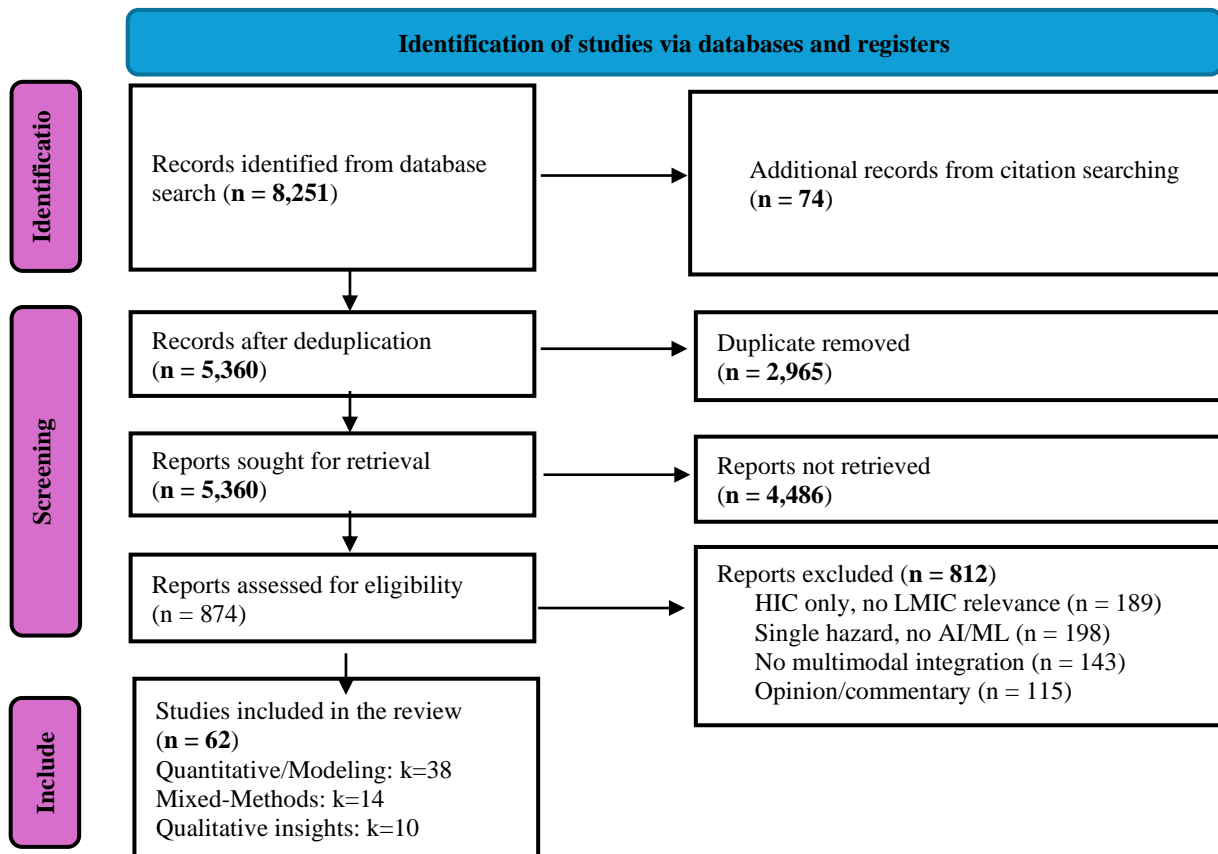 Identification of studies via databases and registers
Identificatio
Records identified from database
search (n = 8,251)
Additional records from citation searching
(n = 74)
Screening
Records after deduplication
(n = 5,360)
Duplicate removed
(n = 2,965)
Reports sought for retrieval
(n = 5,360)
Reports not retrieved
(n = 4,486)
Reports assessed for eligibility
(n = 874)
Reports excluded (n = 812)
HIC only, no LMIC relevance (n = 189)
Single hazard, no AI/ML (n = 198)
No multimodal integration (n = 143)
Opinion/commentary (n = 115)
Include
Studies included in the review
(n = 62)
Quantitative/Modeling: k=38
Mixed-Methods: k=14
Qualitative insights: k=10